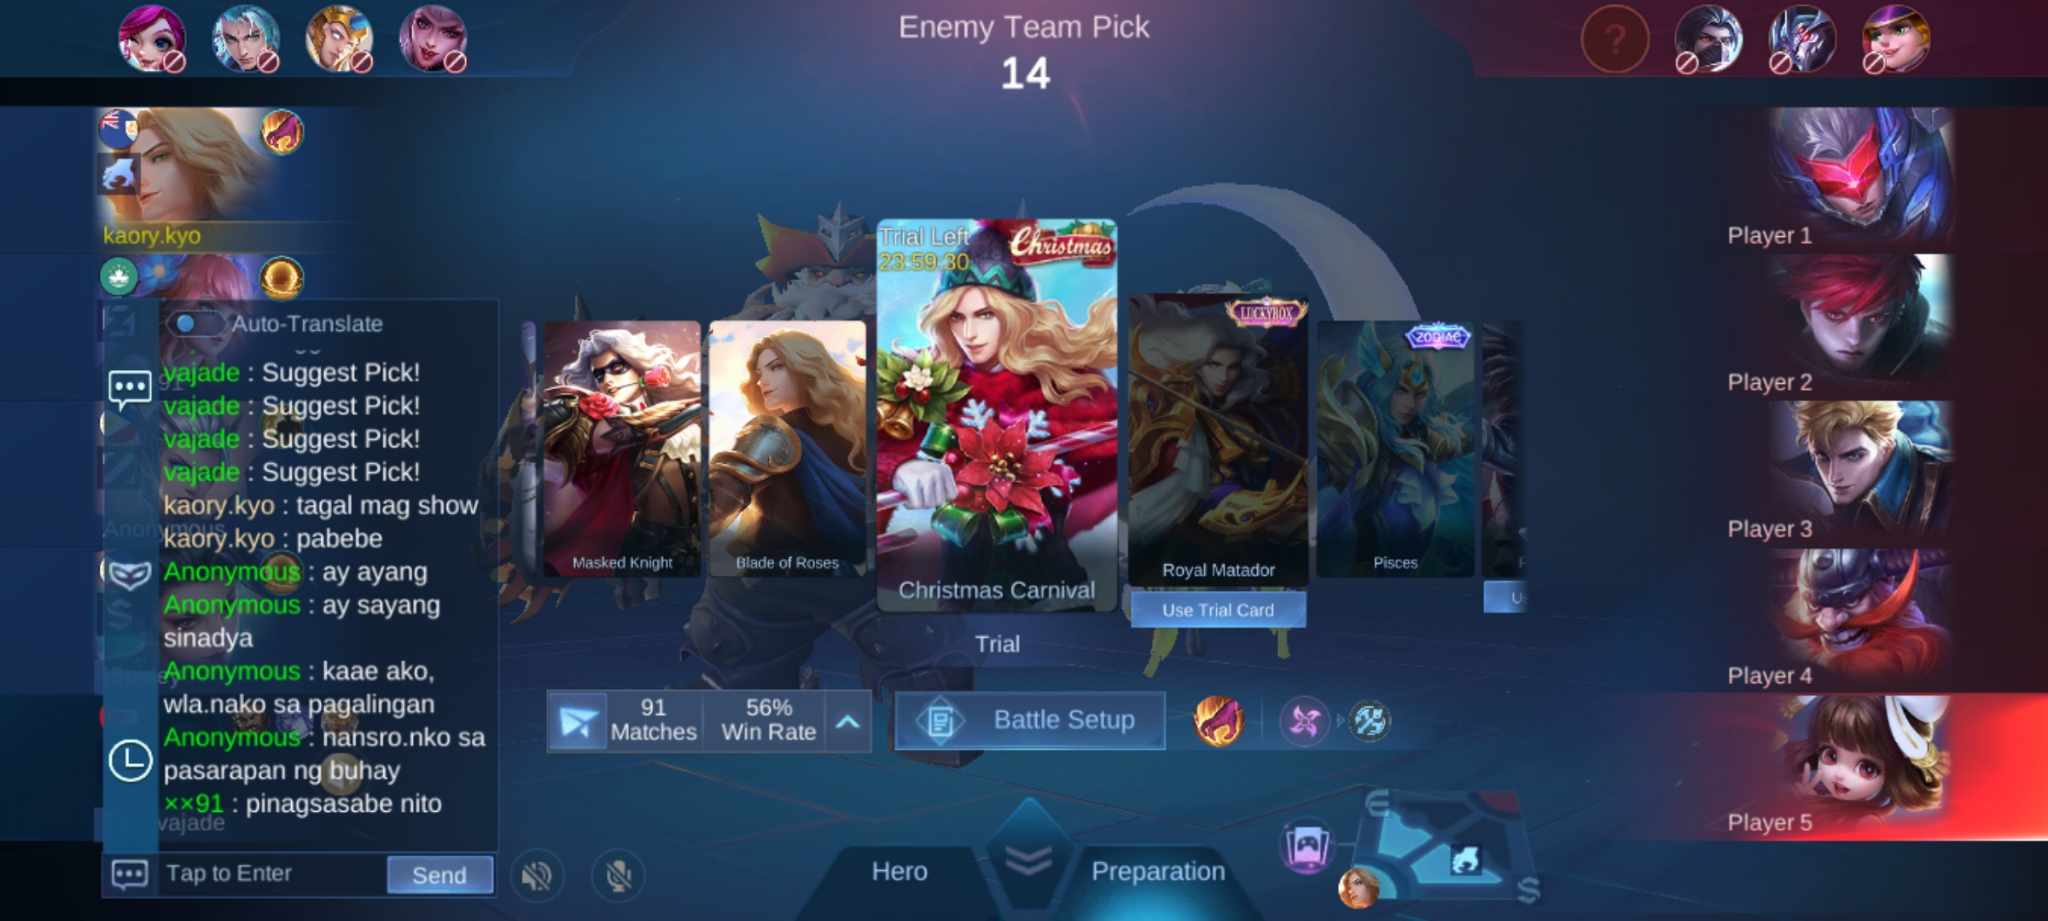 Enemy Team Pick
14
kaory.kyo
Auto-Translate
vajade : Suggest Pick!
vajade : Suggest Pick!
vajade : Suggest Pick!
vajade : Suggest Pick!
kaory.kyo : tagal mag show
kaory.kyo : pabebe
Anonymous : ay ayang
Anonymous : ay sayang
sinadya
Anonymous : kaae ako,
wla.nako sa pagalingan
Anonymous : nansro.nko sa
pasarapan ng buhay
××91 : pinagsasabe nito
Anonymous
vajade
Tap to Enter
Send
Masked Knight
Blade of Roses
Trial Left
23:59:30
Christmas
Christmas Carnival
Trial
LUCKYBOX
Royal Matador
Use Trial Card
ZODIAC
Pisces
91
Matches
56%
Win Rate
Battle Setup
Hero
Preparation
Player 1
Player 2
Player 3
Player 4
Player 5